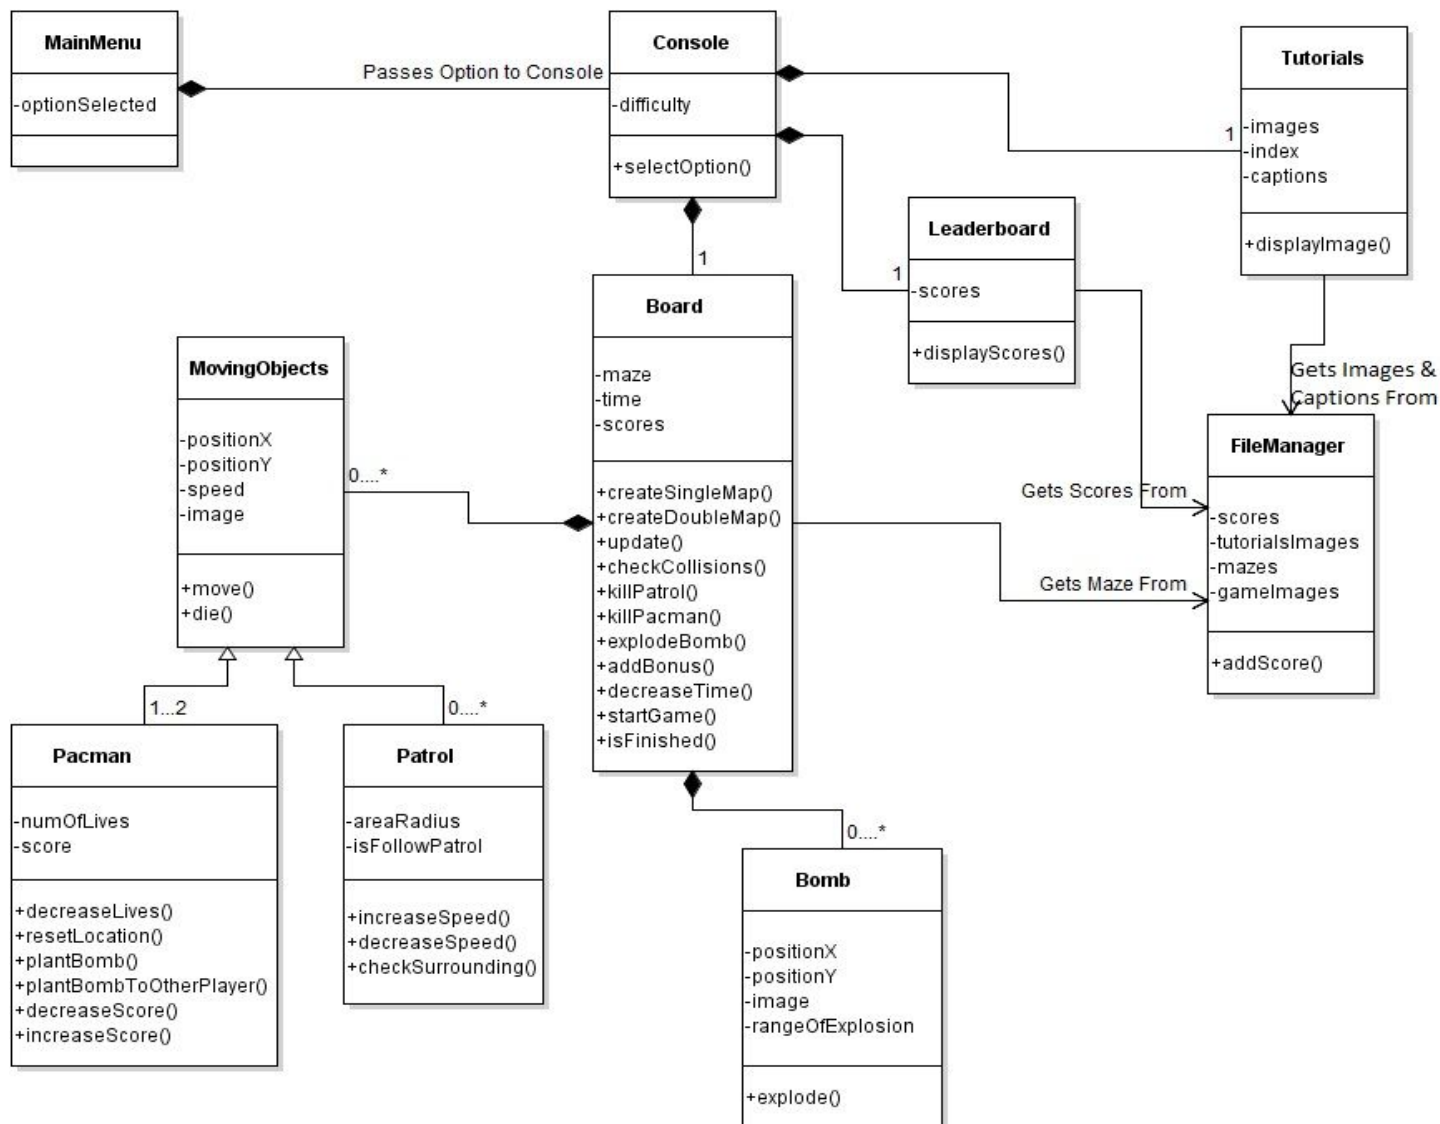 MainMenu
-optionSelected
Passes Option to Console
Console
-difficulty
+selectOption()
Tutorials
-images
-index
-captions
+displayImage()
1
1
1
Leaderboard
-scores
+displayScores()
Board
-maze
-time
-scores
+createSingleMap()
+createDoubleMap()
+update()
+checkCollisions()
+killPatrol()
+killPacman()
+explodeBomb()
+addBonus()
+decreaseTime()
+startGame()
+isFinished()
MovingObjects
-positionX
-positionY
-speed
-image
+move()
+die()
0....*
Gets Images &
Captions From
Gets Scores From
Gets Maze From
FileManager
-scores
-tutorialsImages
-mazes
-gameImages
+addScore()
1...2
0....*
Pacman
-numOfLives
-score
+decreaseLives()
+resetLocation()
+plantBomb()
+plantBombToOtherPlayer()
+decreaseScore()
+increaseScore()
Patrol
-areaRadius
-isFollowPatrol
+increaseSpeed()
+decreaseSpeed()
+checkSurrounding()
0....*
Bomb
-positionX
-positionY
-image
-rangeOfExplosion
+explode()